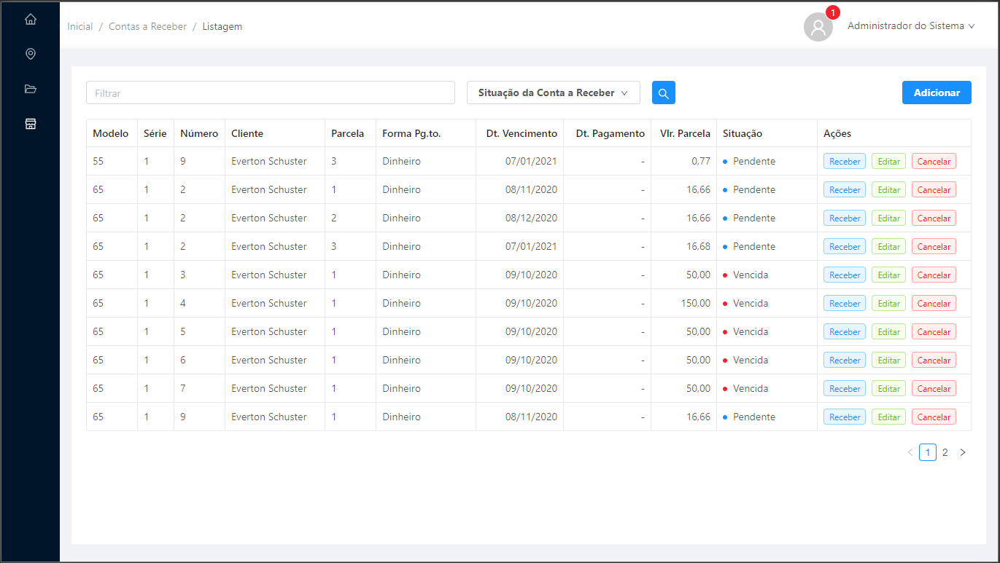 1
Inicial / Contas a Receber / Listagem
Administrador do Sistema
Filtrar
Situação da Conta a Receber
Adicionar
Modelo Série Número Cliente Parcela Forma Pg.to. Dt. Vencimento Dt. Pagamento Vlr. Parcela Situação Ações
55 1 9 Everton Schuster 3 Dinheiro 07/01/2021 - 0,77 Pendente Receber Editar Cancelar
65 1 2 Everton Schuster 1 Dinheiro 08/11/2020 - 16,66 Pendente Receber Editar Cancelar
65 1 2 Everton Schuster 2 Dinheiro 08/12/2020 - 16,66 Pendente Receber Editar Cancelar
65 1 2 Everton Schuster 3 Dinheiro 07/01/2021 - 16,68 Pendente Receber Editar Cancelar
65 1 3 Everton Schuster 1 Dinheiro 09/10/2020 - 50,00 Vencida Receber Editar Cancelar
65 1 4 Everton Schuster 1 Dinheiro 09/10/2020 - 150,00 Vencida Receber Editar Cancelar
65 1 5 Everton Schuster 1 Dinheiro 09/10/2020 - 50,00 Vencida Receber Editar Cancelar
65 1 6 Everton Schuster 1 Dinheiro 09/10/2020 - 50,00 Vencida Receber Editar Cancelar
65 1 7 Everton Schuster 1 Dinheiro 09/10/2020 - 50,00 Vencida Receber Editar Cancelar
65 1 9 Everton Schuster 1 Dinheiro 08/11/2020 - 16,66 Pendente Receber Editar Cancelar
< 1 2 >